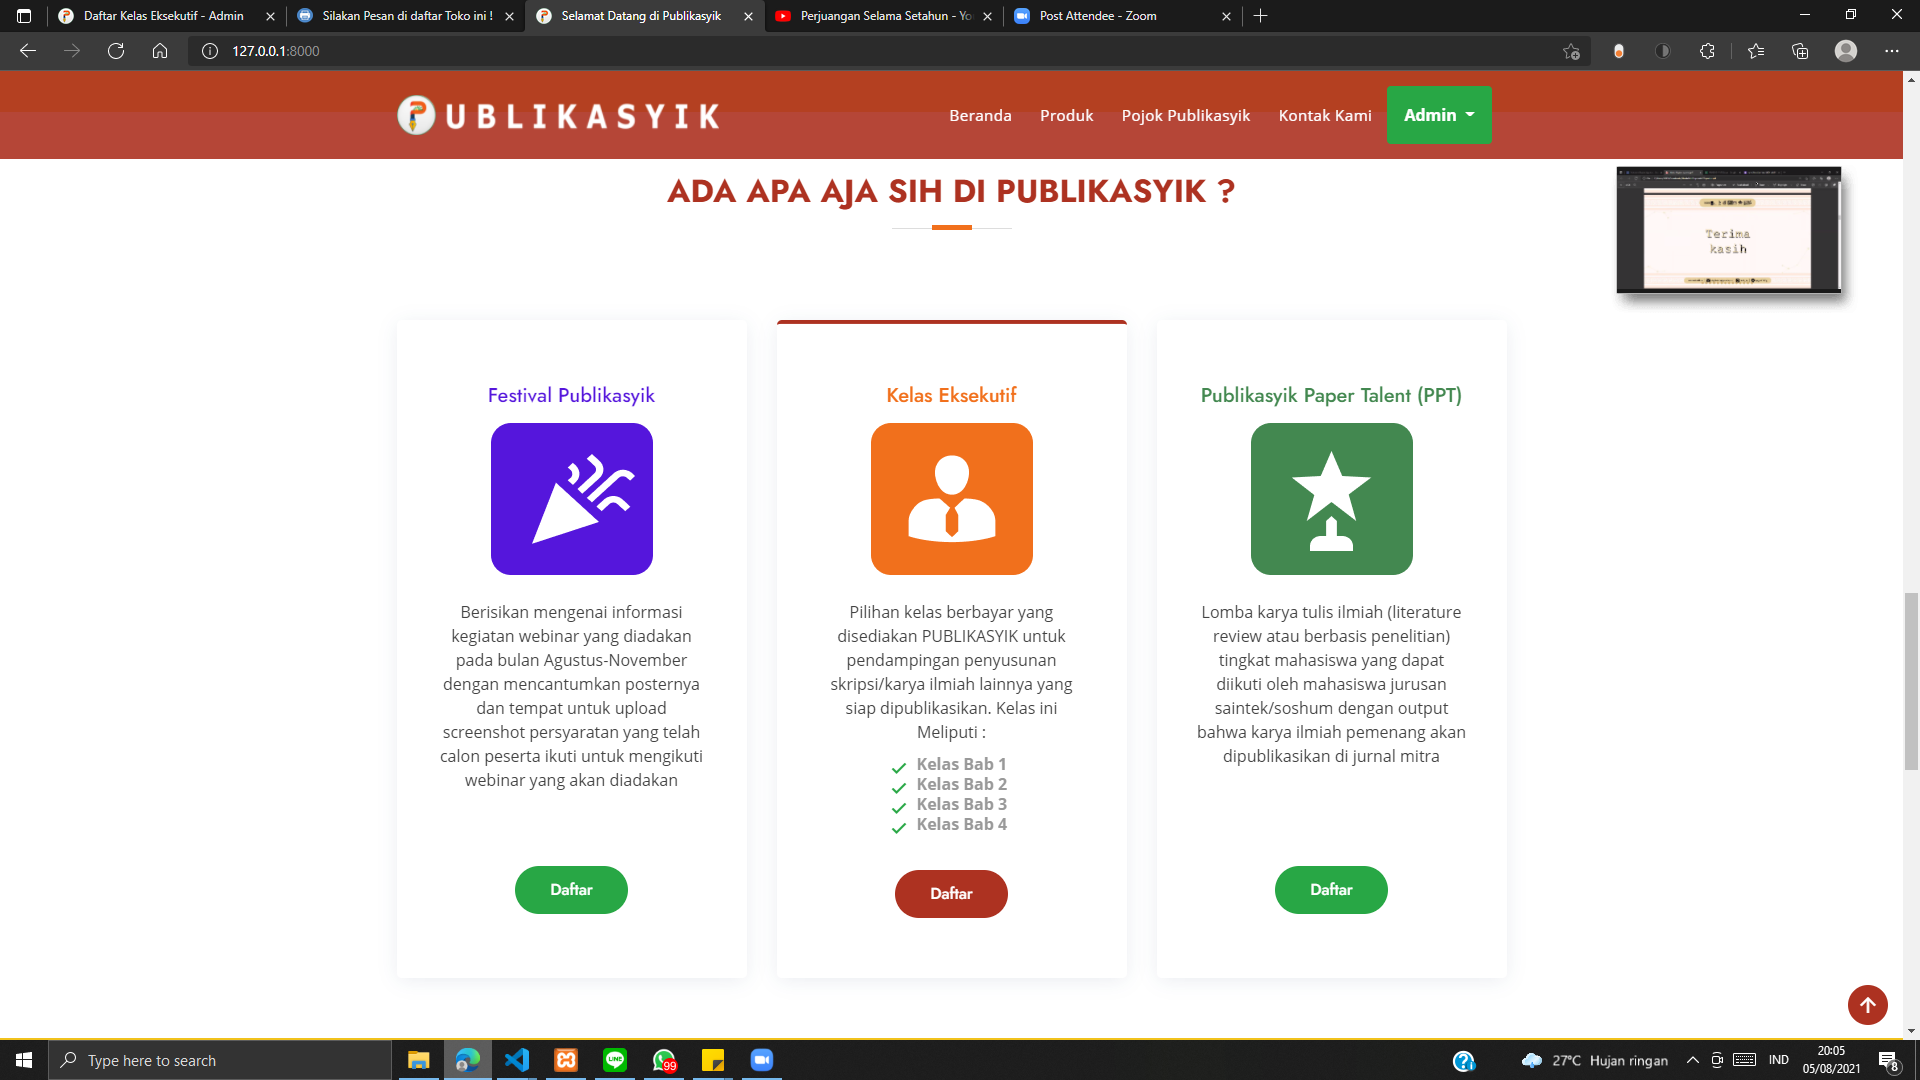 Daftar Kelas Eksekutif - Admin
Silakan Pesan di daftar Toko ini !
Selamat Datang di Publikasyik
Perjuangan Selama Setahun - Yo
Post Attendee - Zoom
127.0.0.1:8000
PUBLIKASYIK
Beranda
Produk
Pojok Publikasyik
Kontak Kami
Admin
ADA APA AJA SIH DI PUBLIKASYIK ?
Terima
kasih
Festival Publikasyik
Berisikan mengenai informasi
kegiatan webinar yang diadakan
pada bulan Agustus-November
dengan mencantumkan posternya
dan tempat untuk upload
screenshot persyaratan yang telah
calon peserta ikuti untuk mengikuti
webinar yang akan diadakan
Daftar
Kelas Eksekutif
Pilihan kelas berbayar yang
disediakan PUBLIKASYIK untuk
pendampingan penyusunan
skripsi/karya ilmiah lainnya yang
siap dipublikasikan. Kelas ini
Meliputi :
Kelas Bab 1
Kelas Bab 2
Kelas Bab 3
Kelas Bab 4
Daftar
Publikasyik Paper Talent (PPT)
Lomba karya tulis ilmiah (literature
review atau berbasis penelitian)
tingkat mahasiswa yang dapat
diikuti oleh mahasiswa jurusan
saintek/soshum dengan output
bahwa karya ilmiah pemenang akan
dipublikasikan di jurnal mitra
Daftar
Type here to search
LINE
99
27°C Hujan ringan
IND
20:05
05/08/2021
8